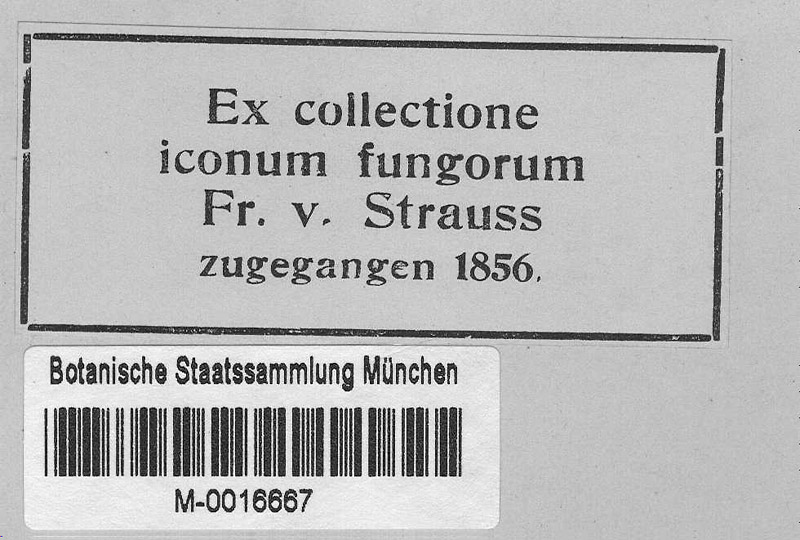 Ex collectione
iconum fungorum
Fr. v. Strauss
zugegangen 1856.
Botanische Staatssammlung München
M-0016667